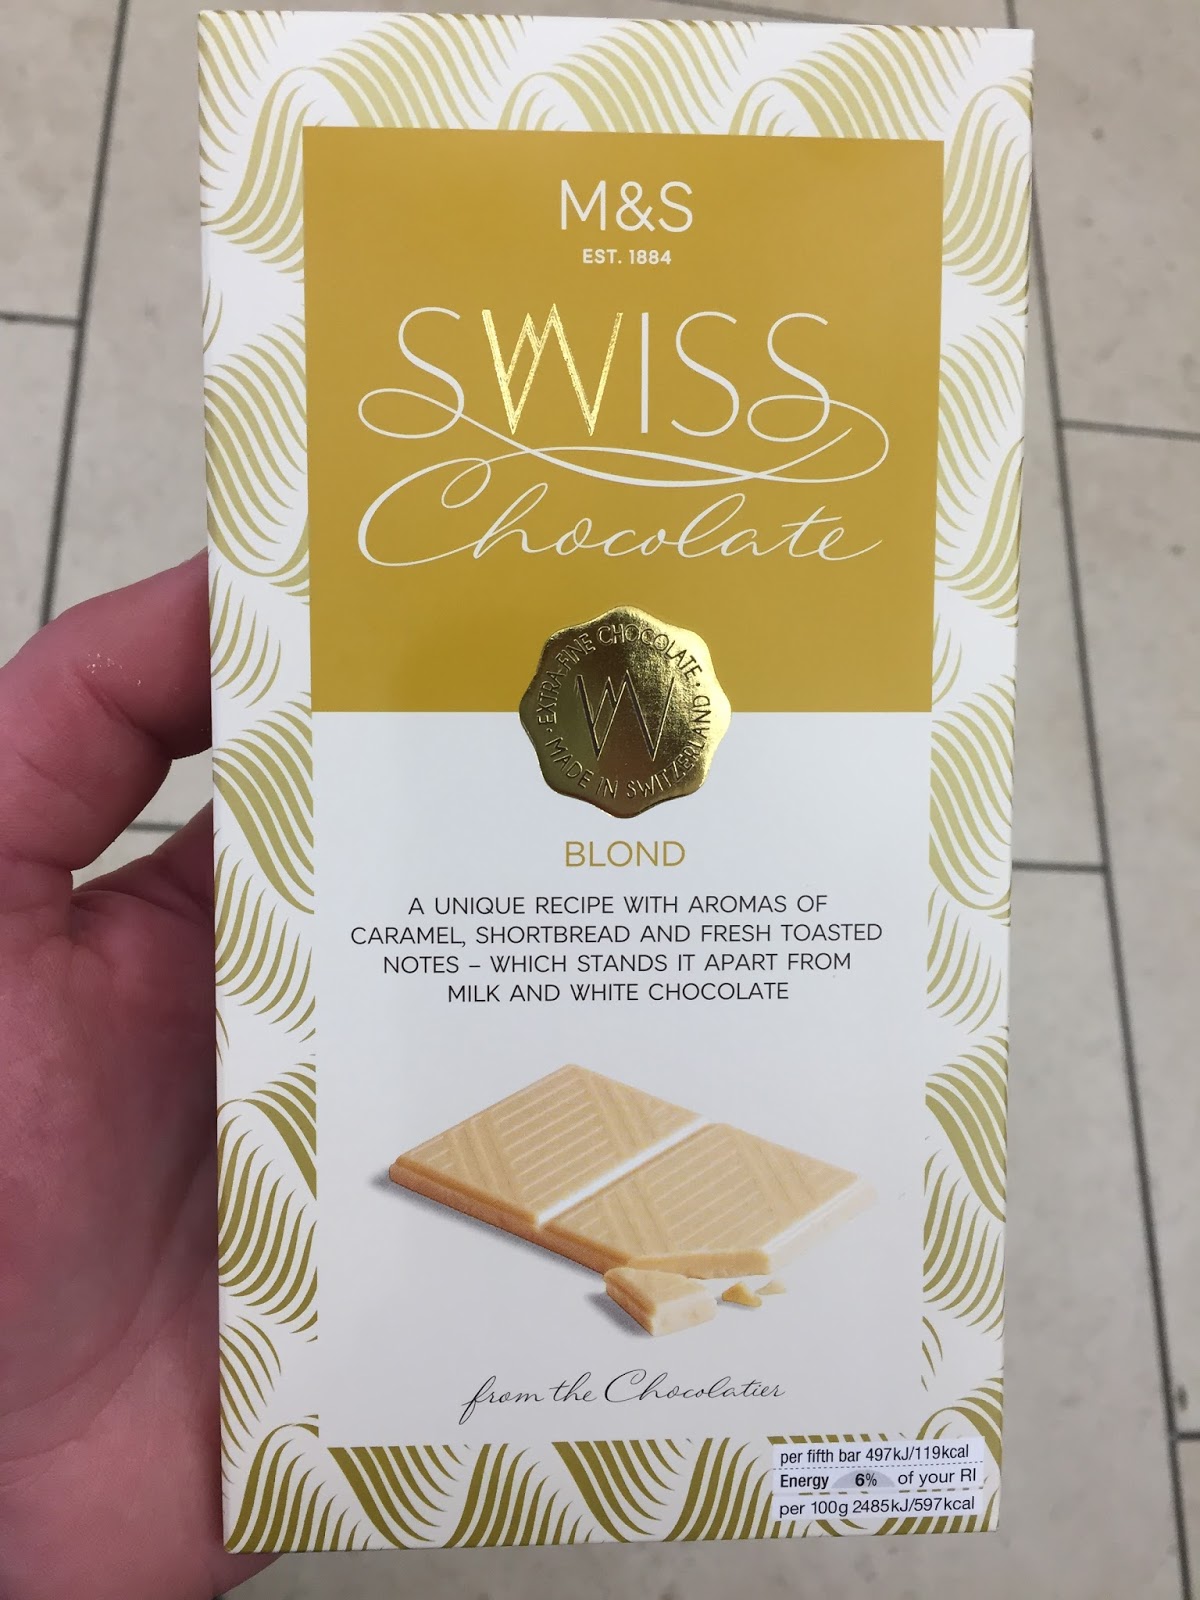 M&S
EST. 1884
SWISS
Chocolate
EXTRA-FINE CHOCOLATE · MADE IN SWITZERLAND ·
BLOND
A UNIQUE RECIPE WITH AROMAS OF
CARAMEL, SHORTBREAD AND FRESH TOASTED
NOTES – WHICH STANDS IT APART FROM
MILK AND WHITE CHOCOLATE
from the Chocolatier
per fifth bar 497kJ/119kcal
Energy 6% of your RI
per 100g 2485kJ/597kcal